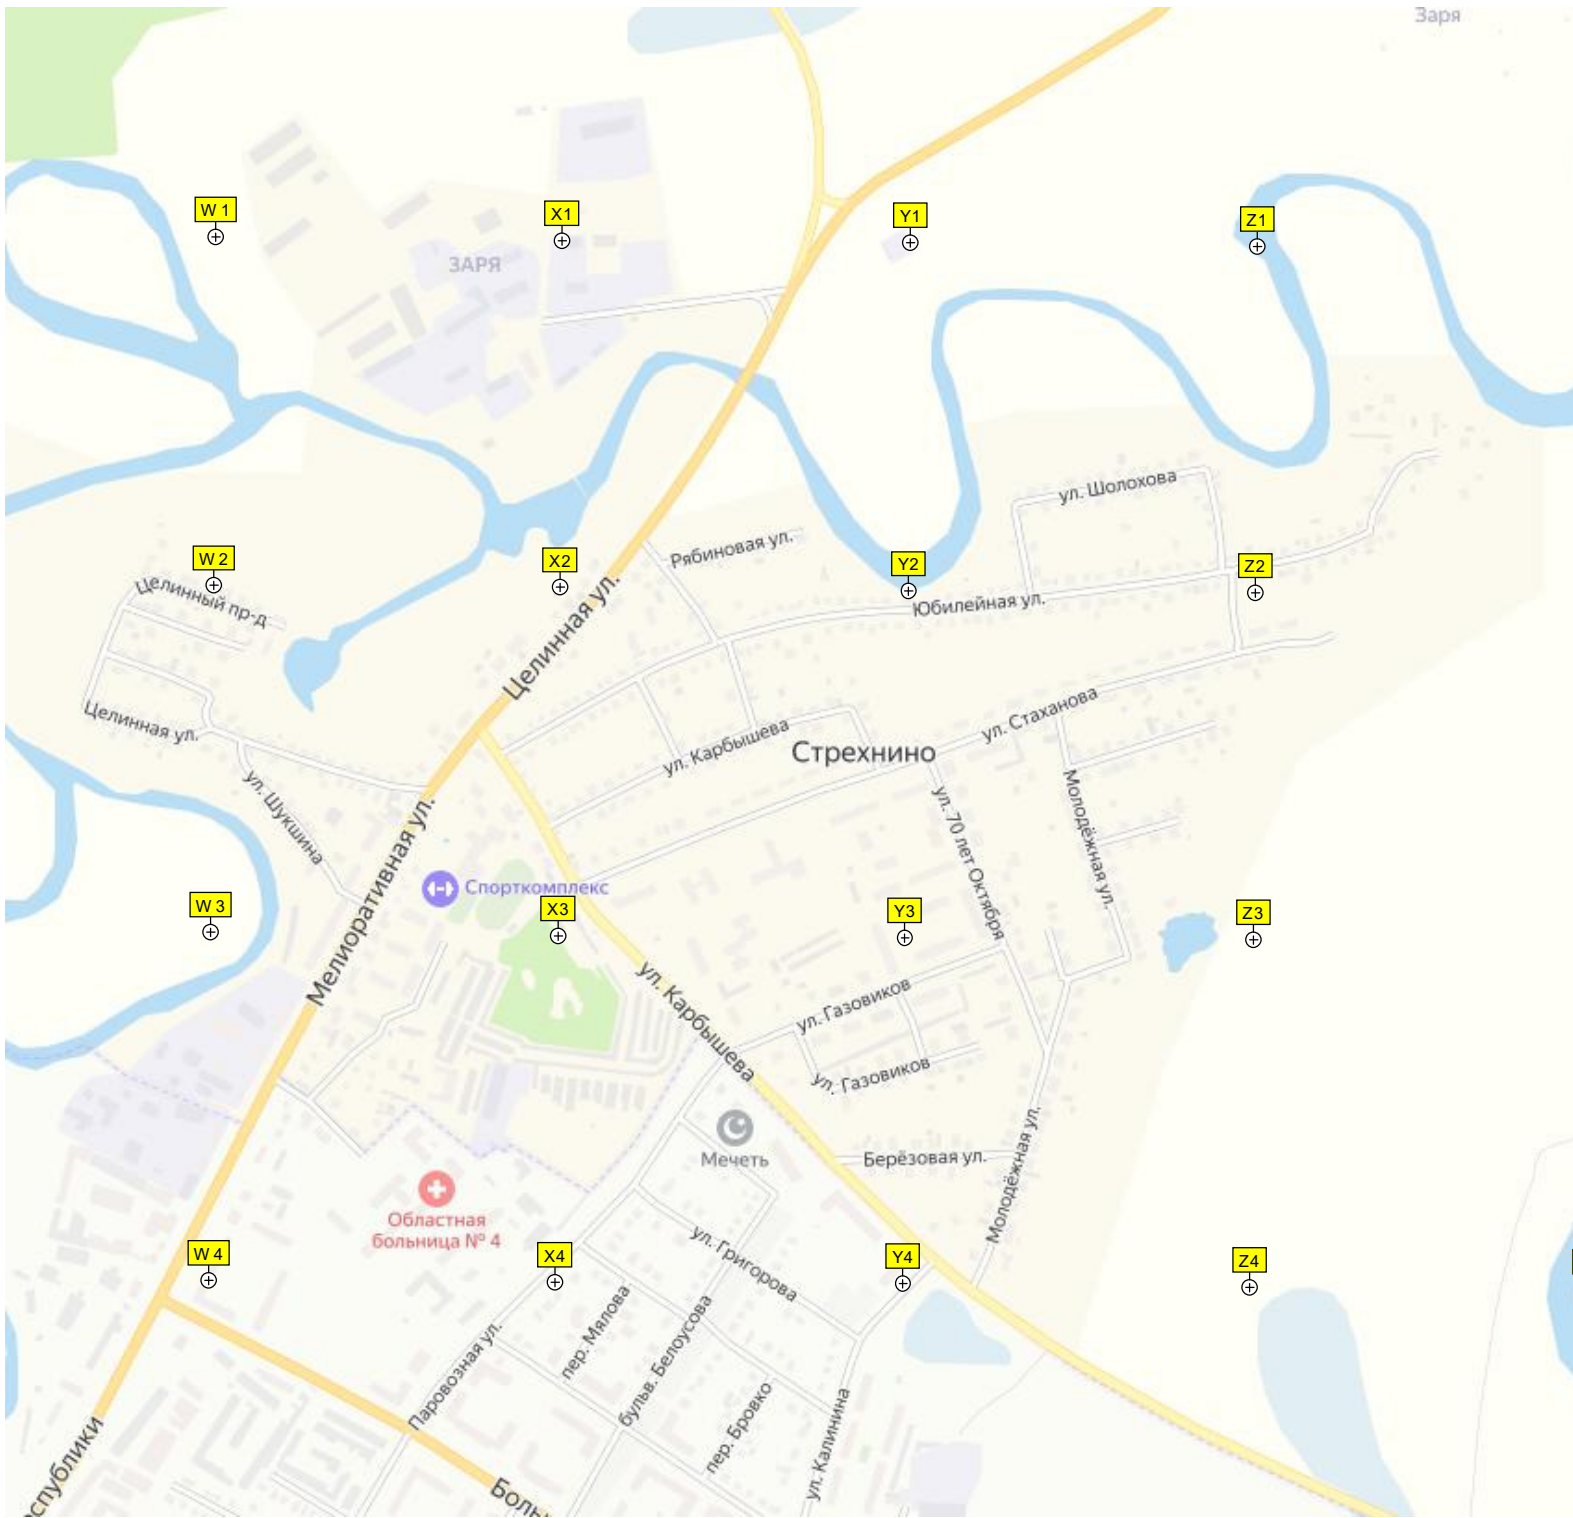 Заря
W 1
X1
Y1
Z1
ЗАРЯ
ул. Шолохова
Рябиновая ул.
W 2
X2
Y2
Z2
Целинный пр-д
Целинная ул.
Юбилейная ул.
Целинная ул.
ул. Карбышева
Стрехнино
ул. Стаханова
ул. Шукшина
Мелиоративная ул.
ул. 70 лет Октября
Молодёжная ул.
Спорткомплекс
W 3
X3
Y3
Z3
ул. Карбышева
ул. Газовиков
ул. Газовиков
Мечеть
Берёзовая ул.
Молодёжная ул.
Областная
больница № 4
W 4
X4
Y4
Z4
ул. Григорова
пер. Мялова
Паровозная ул.
бульв. Белоусова
пер. Бровко
ул. Калинина